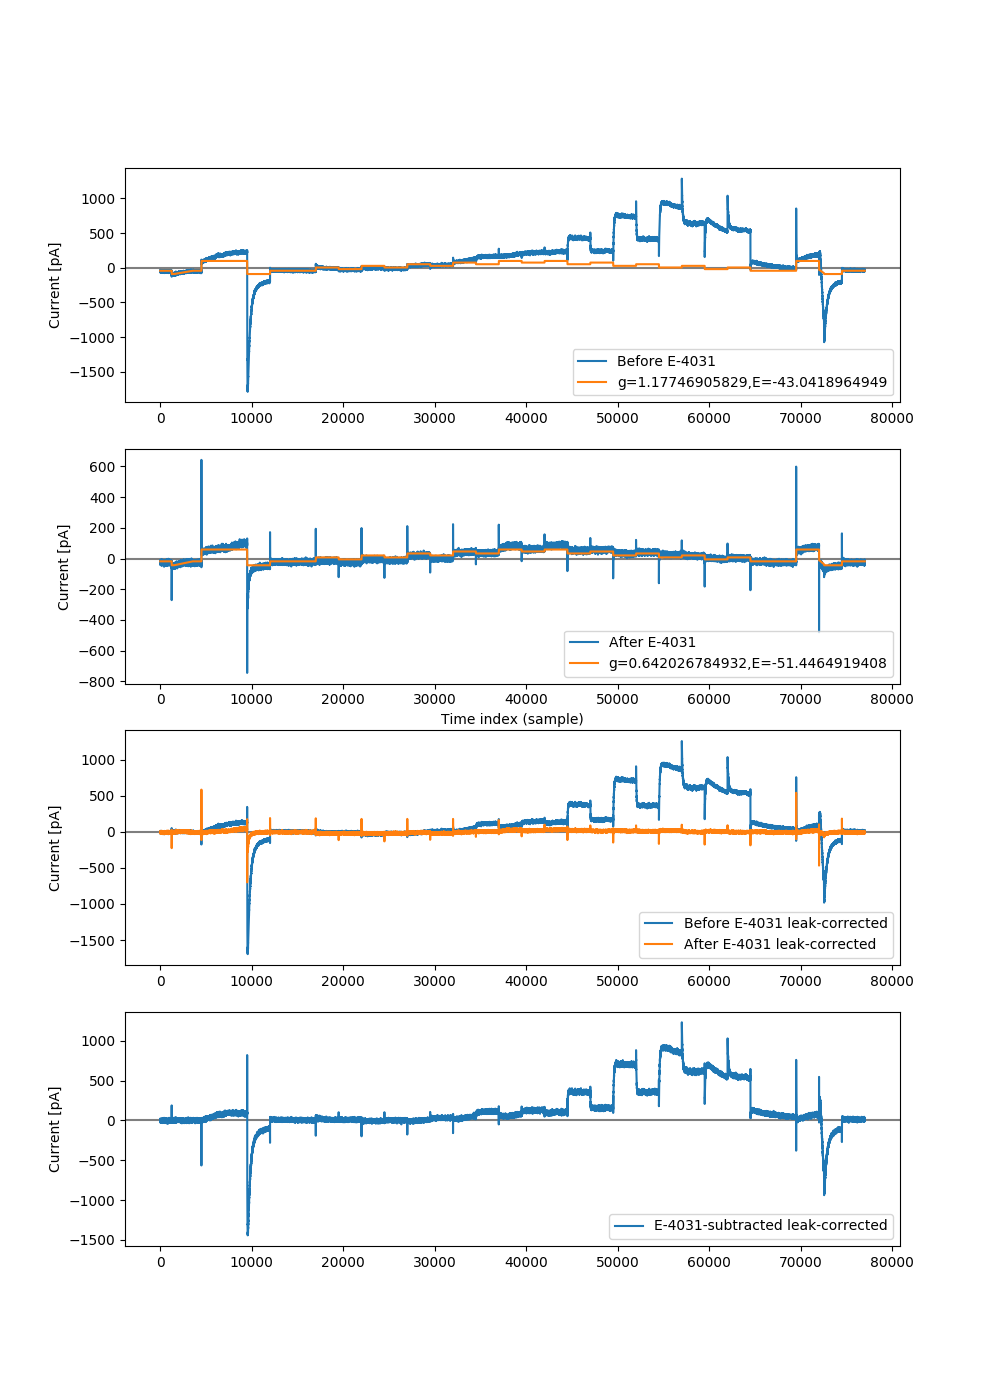 1000
500
0
−500
−1000
−1500
Current [pA]
Before E-4031
g=1.17746905829,E=-43.0418964949
0 10000 20000 30000 40000 50000 60000 70000 80000
600
400
200
0
−200
−400
−600
−800
Current [pA]
After E-4031
g=0.642026784932,E=-51.4464919408
0 10000 20000 30000 40000 50000 60000 70000 80000
Time index (sample)
1000
500
0
−500
−1000
−1500
Current [pA]
Before E-4031 leak-corrected
After E-4031 leak-corrected
0 10000 20000 30000 40000 50000 60000 70000 80000
1000
500
0
−500
−1000
−1500
Current [pA]
E-4031-subtracted leak-corrected
0 10000 20000 30000 40000 50000 60000 70000 80000